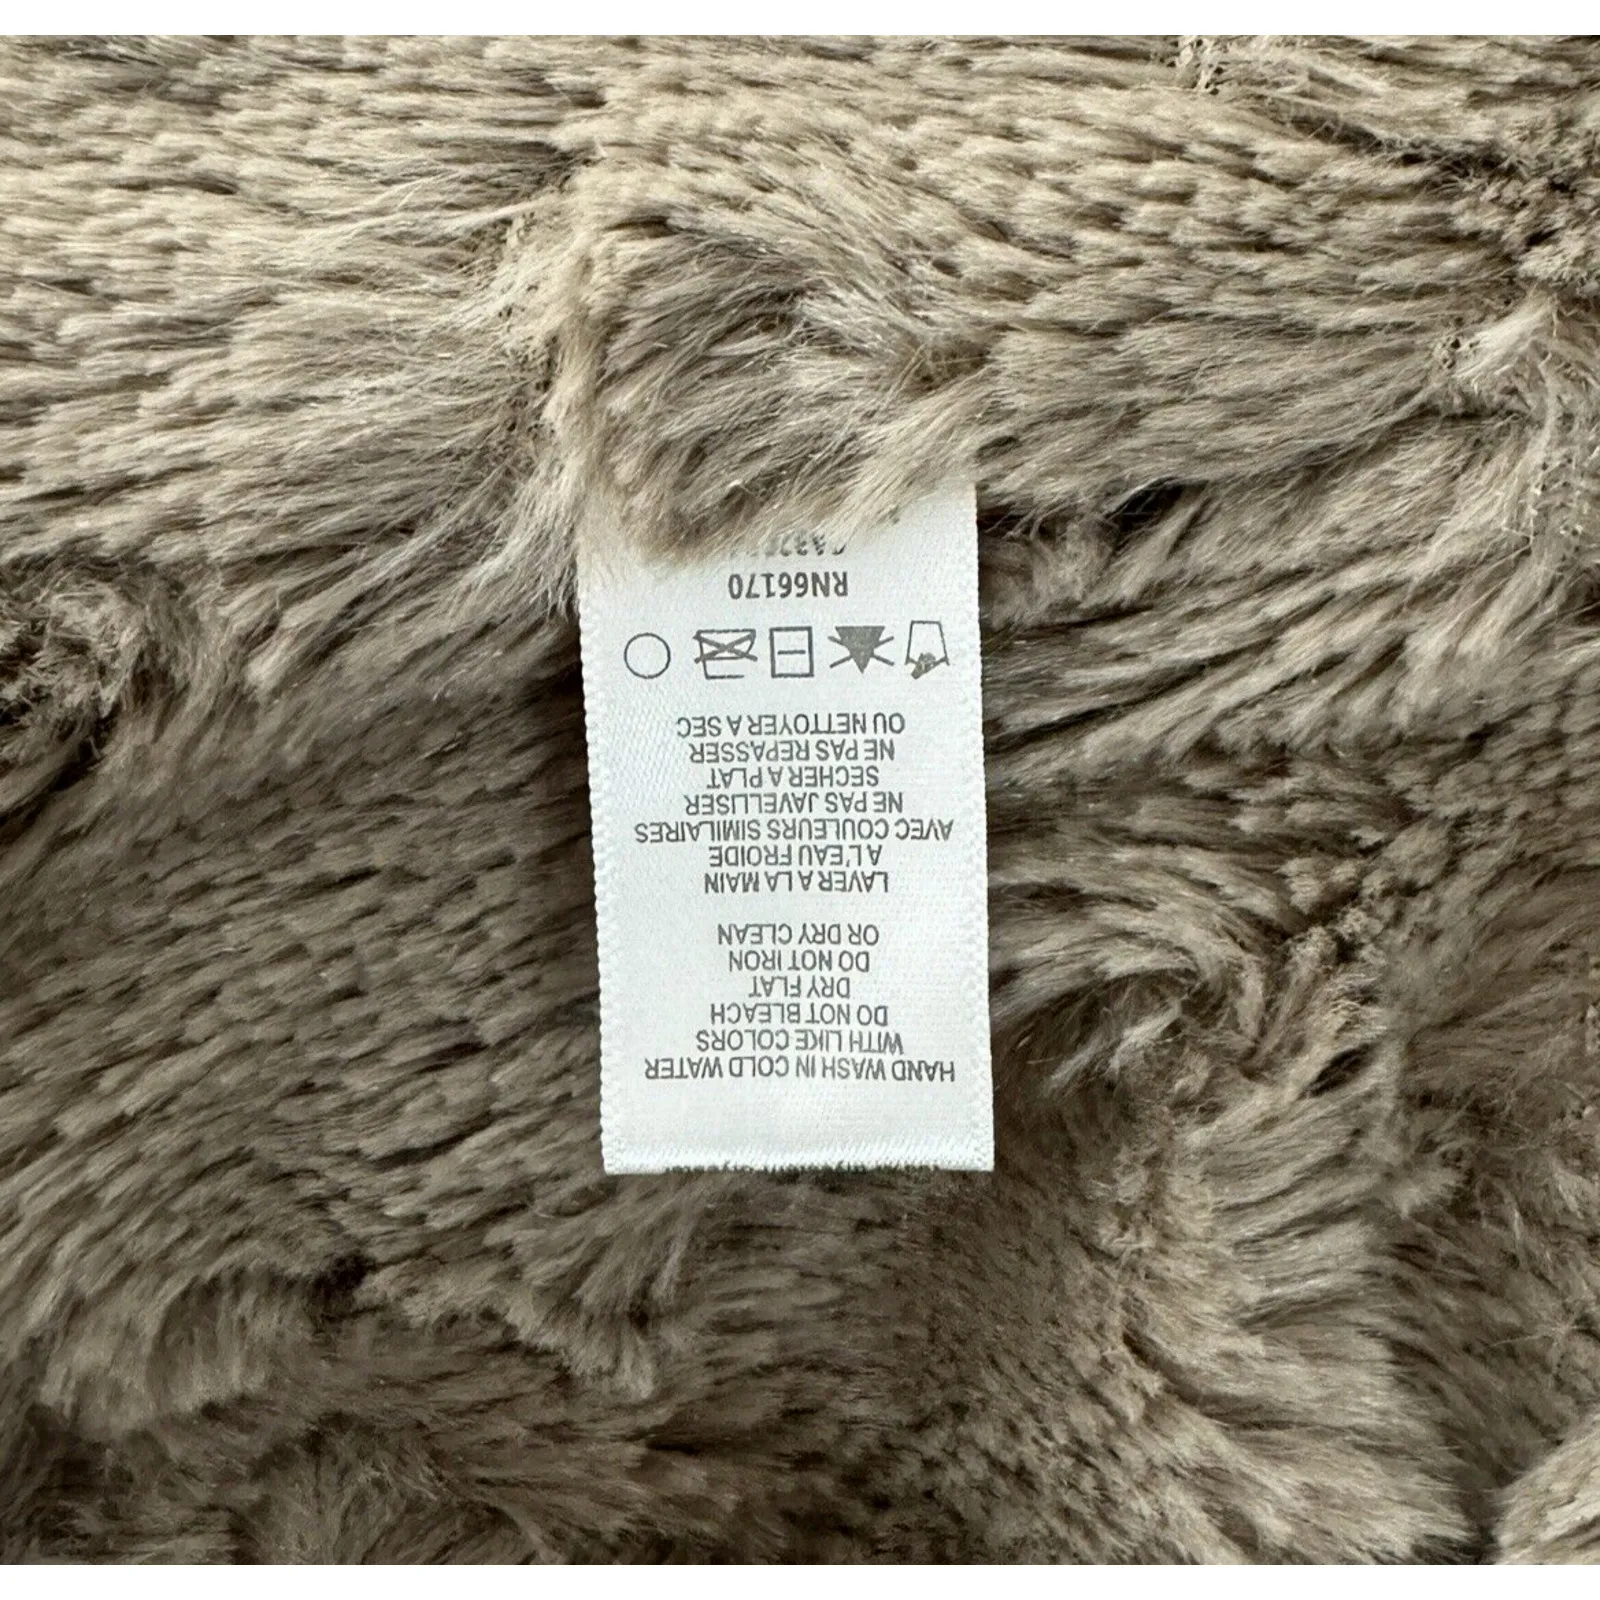 HAND WASH IN COLD WATER
WITH LIKE COLORS
DO NOT BLEACH
DRY FLAT
DO NOT IRON
OR DRY CLEAN
LAVER A LA MAIN
A L'EAU FROIDE
AVEC COULEURS SIMILAIRES
NE PAS JAVELLISER
SECHER A PLAT
NE PAS REPASSER
OU NETTOYER A SEC
RN66170